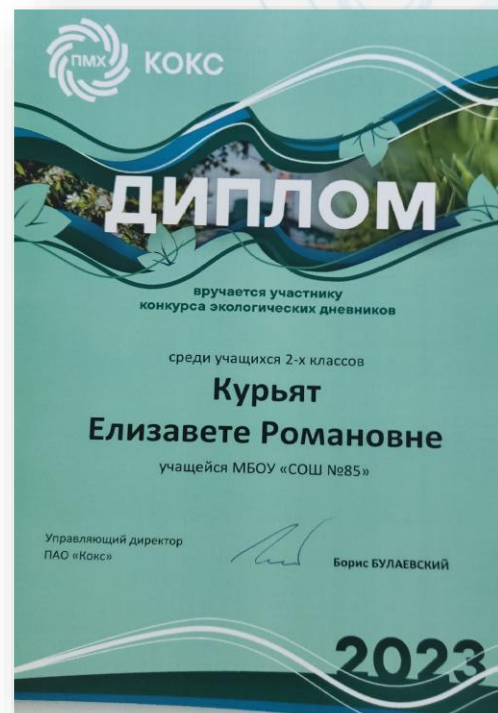 ПМХ КОКС
ДИПЛОМ
вручается участнику
конкурса экологических дневников
среди учащихся 2-х классов
Курьят
Елизавете Романовне
учащейся МБОУ «СОШ №85»
Управляющий директор
ПАО «Кокс»
Борис БУЛАЕВСКИЙ
2023